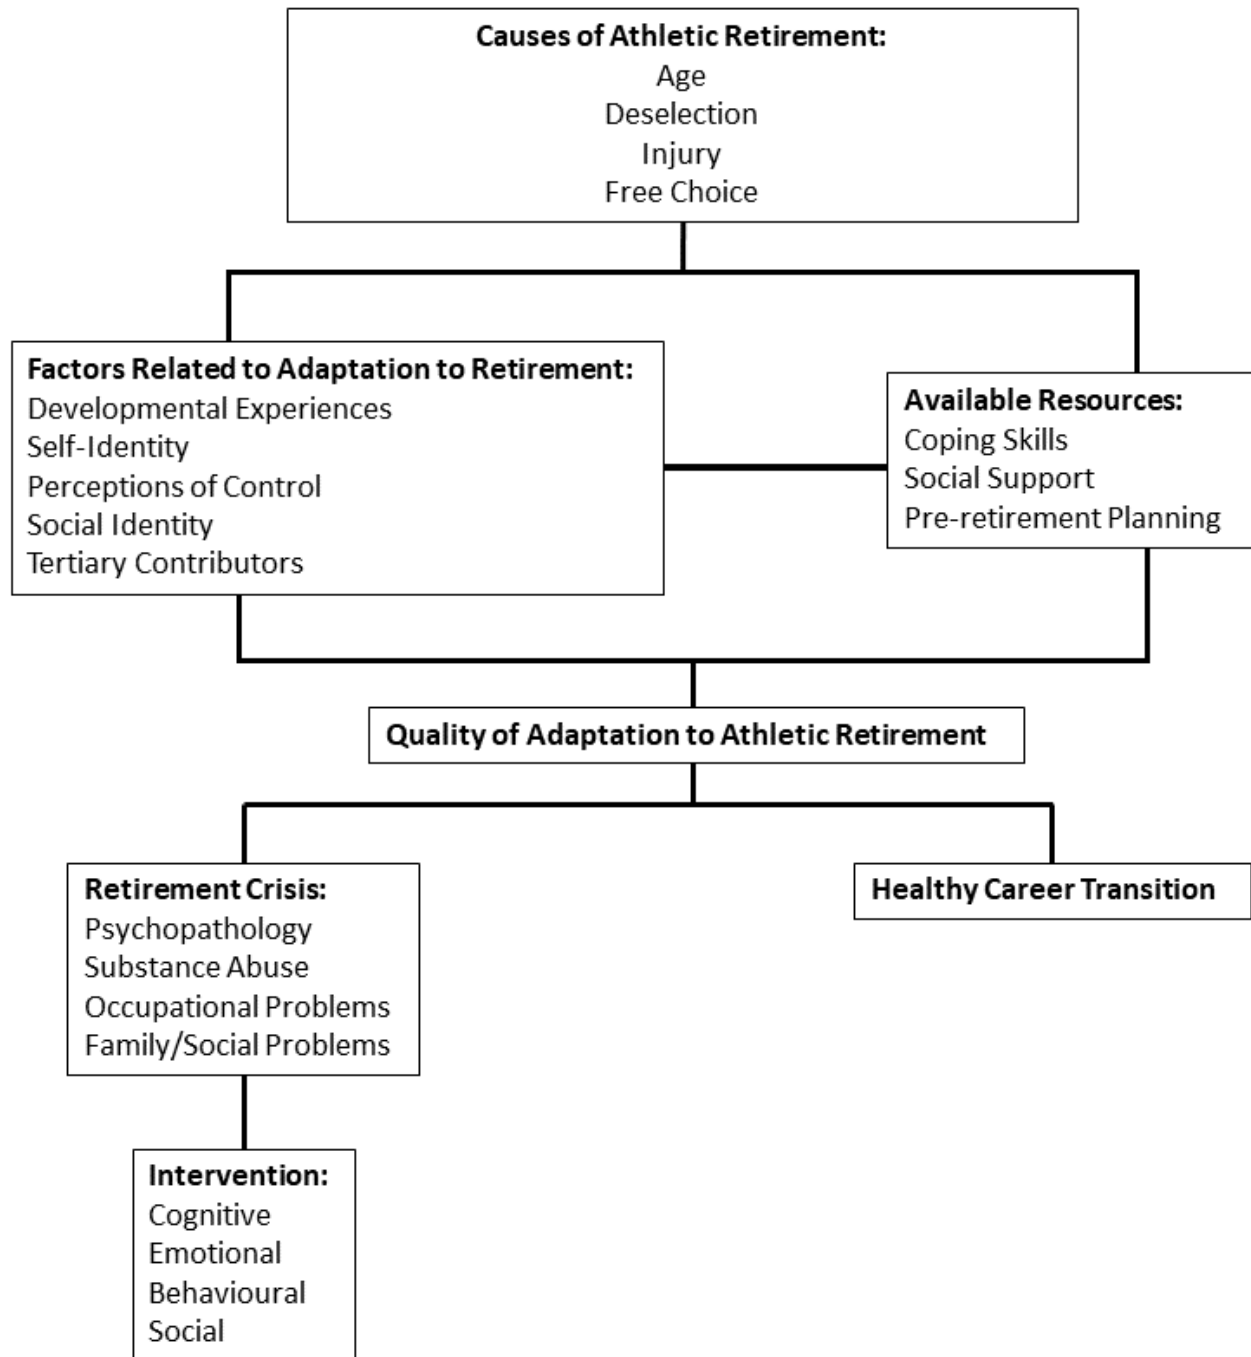 Causes of Athletic Retirement:
Age
Deselection
Injury
Free Choice
Factors Related to Adaptation to Retirement:
Developmental Experiences
Self-Identity
Perceptions of Control
Social Identity
Tertiary Contributors
Available Resources:
Coping Skills
Social Support
Pre-retirement Planning
Quality of Adaptation to Athletic Retirement
Retirement Crisis:
Psychopathology
Substance Abuse
Occupational Problems
Family/Social Problems
Healthy Career Transition
Intervention:
Cognitive
Emotional
Behavioural
Social